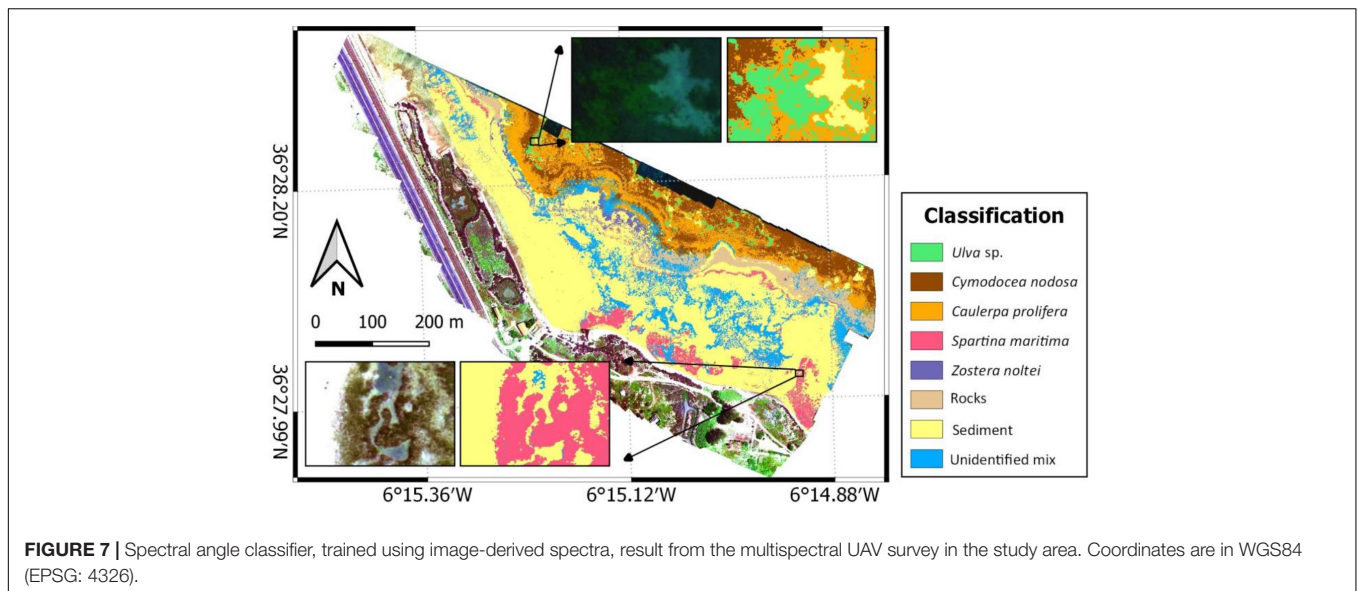 36°28.20'N
36°27.99'N
N
0 100 200 m
6°15.36'W 6°15.12'W 6°14.88'W
Classification
Ulva sp.
Cymodocea nodosa
Caulerpa prolifera
Spartina maritima
Zostera noltei
Rocks
Sediment
Unidentified mix
FIGURE 7 | Spectral angle classifier, trained using image-derived spectra, result from the multispectral UAV survey in the study area. Coordinates are in WGS84
(EPSG: 4326).